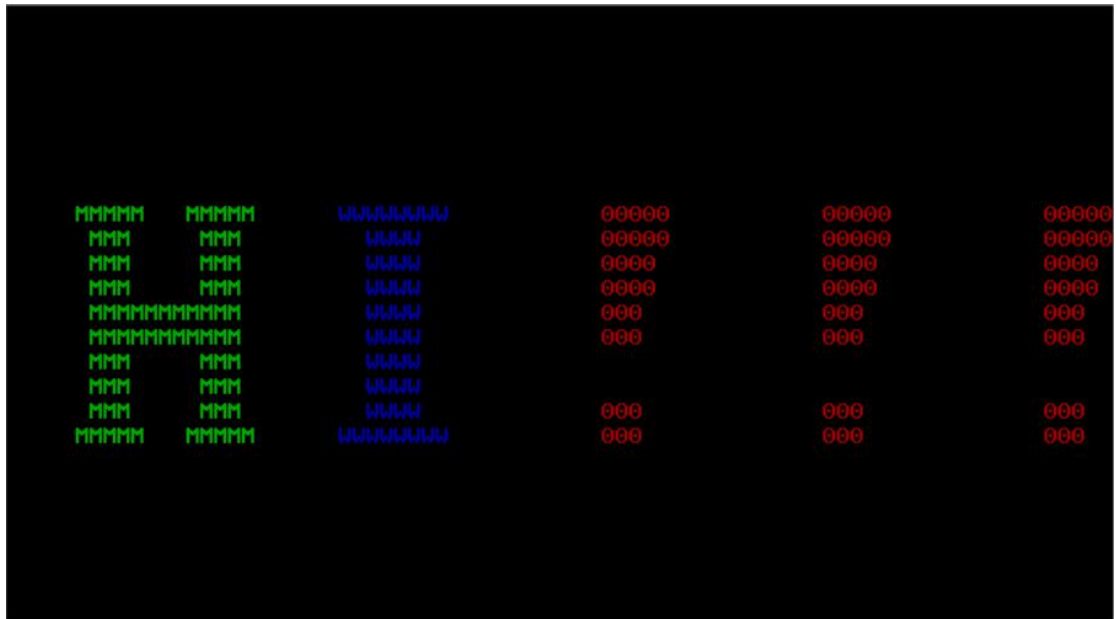 MMMMM   MMMMM      WWWWWWWW           00000           00000           00000
 MMM     MMM         WWWW             00000           00000           00000
 MMM     MMM         WWWW             0000            0000            0000
 MMM     MMM         WWWW             0000            0000            0000
 MMMMMMMMMMM         WWWW             000             000             000
 MMMMMMMMMMM         WWWW             000             000             000
 MMM     MMM         WWWW
 MMM     MMM         WWWW
 MMM     MMM         WWWW             000             000             000
MMMMM   MMMMM      WWWWWWWW           000             000             000